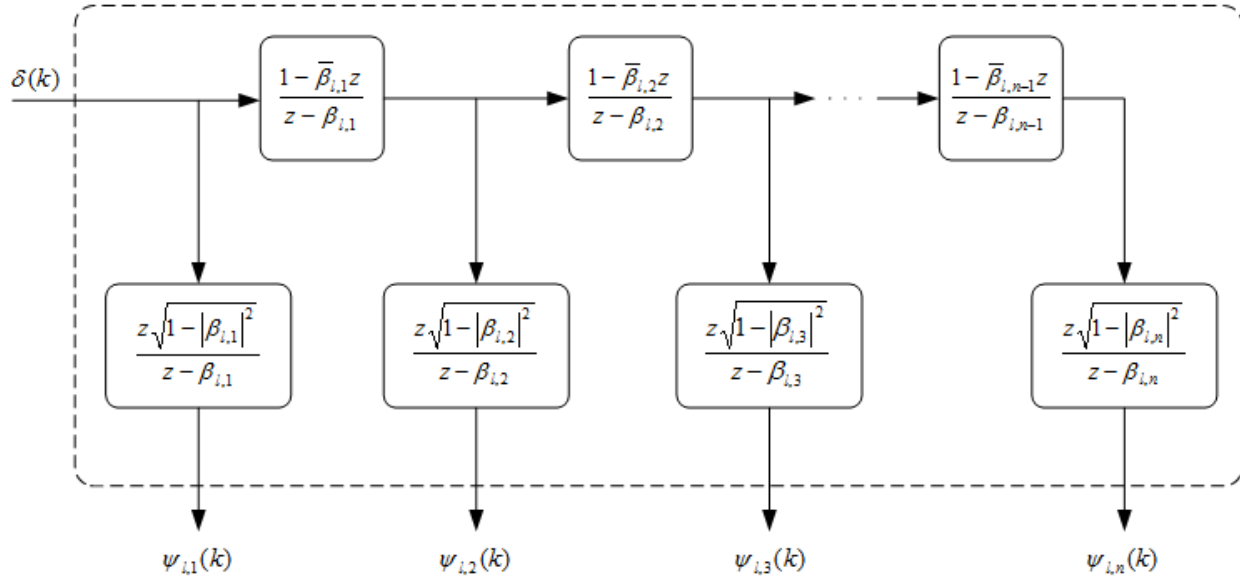 δ(k)
(1 − β̅_{i,1}z)/(z − β_{i,1})
(1 − β̅_{i,2}z)/(z − β_{i,2})
· · ·
(1 − β̅_{i,n−1}z)/(z − β_{i,n−1})
z√(1 − |β_{i,1}|²)/(z − β_{i,1})
z√(1 − |β_{i,2}|²)/(z − β_{i,2})
z√(1 − |β_{i,3}|²)/(z − β_{i,3})
z√(1 − |β_{i,n}|²)/(z − β_{i,n})
ψ_{i,1}(k)
ψ_{i,2}(k)
ψ_{i,3}(k)
ψ_{i,n}(k)